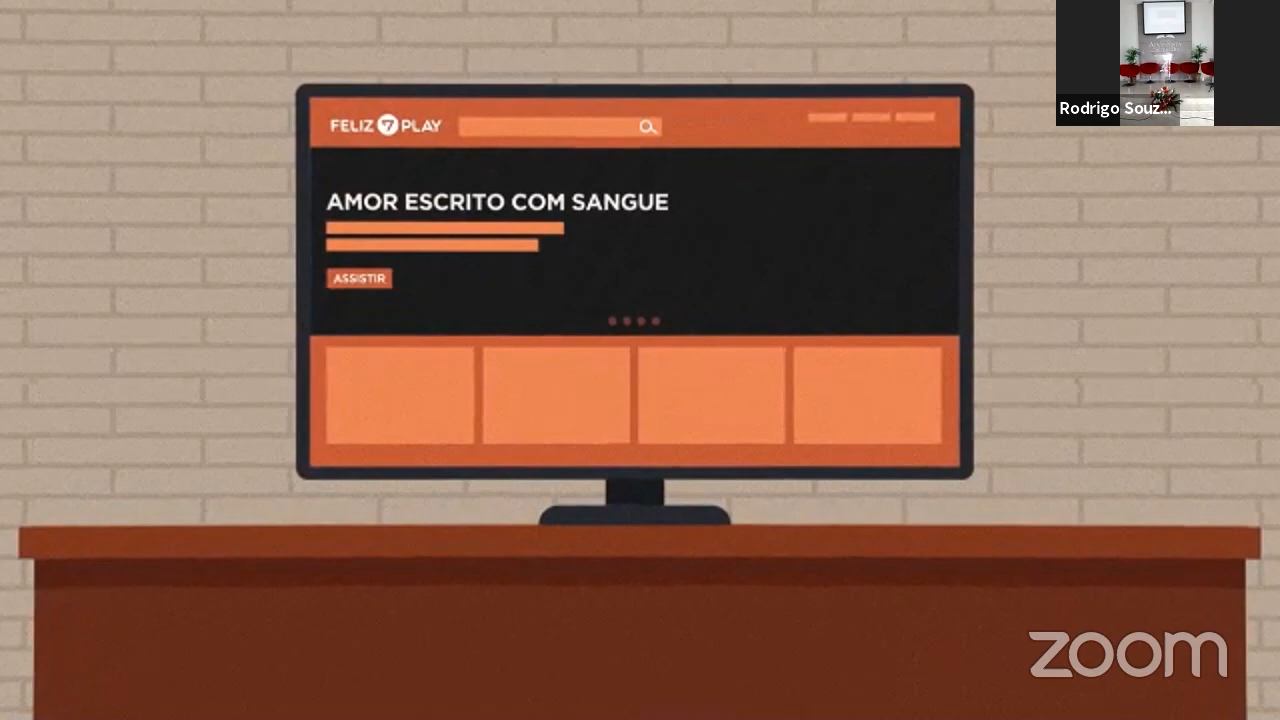 Rodrigo Souz...
FELIZ 7 PLAY
AMOR ESCRITO COM SANGUE
ASSISTIR
zoom